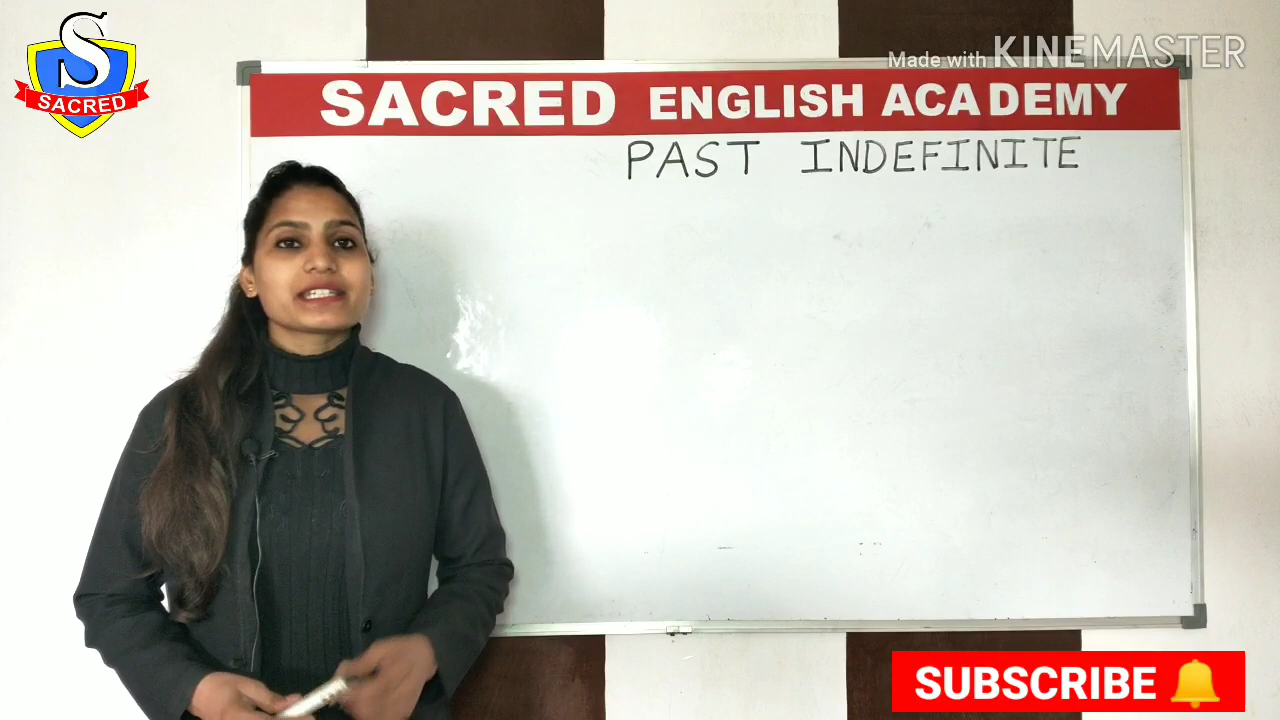 S
SACRED
Made with KINEMASTER
SACRED ENGLISH ACADEMY
PAST INDEFINITE
SUBSCRIBE